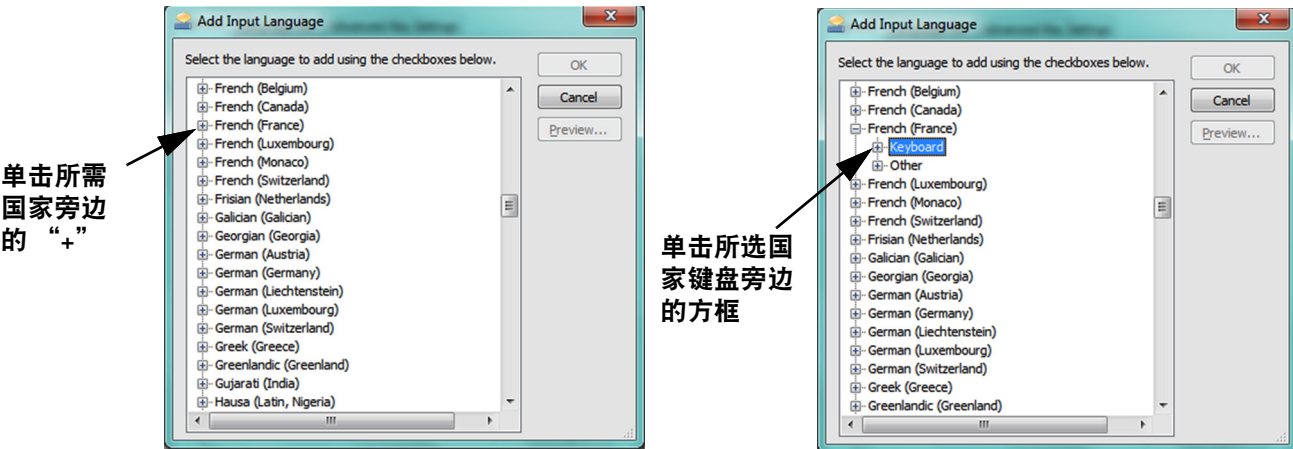 单击所需
国家旁边
的 “+”
Add Input Language
Select the language to add using the checkboxes below.
French (Belgium)
French (Canada)
French (France)
French (Luxembourg)
French (Monaco)
French (Switzerland)
Frisian (Netherlands)
Galician (Galician)
Georgian (Georgia)
German (Austria)
German (Germany)
German (Liechtenstein)
German (Luxembourg)
German (Switzerland)
Greek (Greece)
Greenlandic (Greenland)
Gujarati (India)
Hausa (Latin, Nigeria)
OK
Cancel
Preview...
单击所选国
家键盘旁边
的方框
Add Input Language
Select the language to add using the checkboxes below.
French (Belgium)
French (Canada)
French (France)
Keyboard
Other
French (Luxembourg)
French (Monaco)
French (Switzerland)
Frisian (Netherlands)
Galician (Galician)
Georgian (Georgia)
German (Austria)
German (Germany)
German (Liechtenstein)
German (Luxembourg)
German (Switzerland)
Greek (Greece)
Greenlandic (Greenland)
OK
Cancel
Preview...